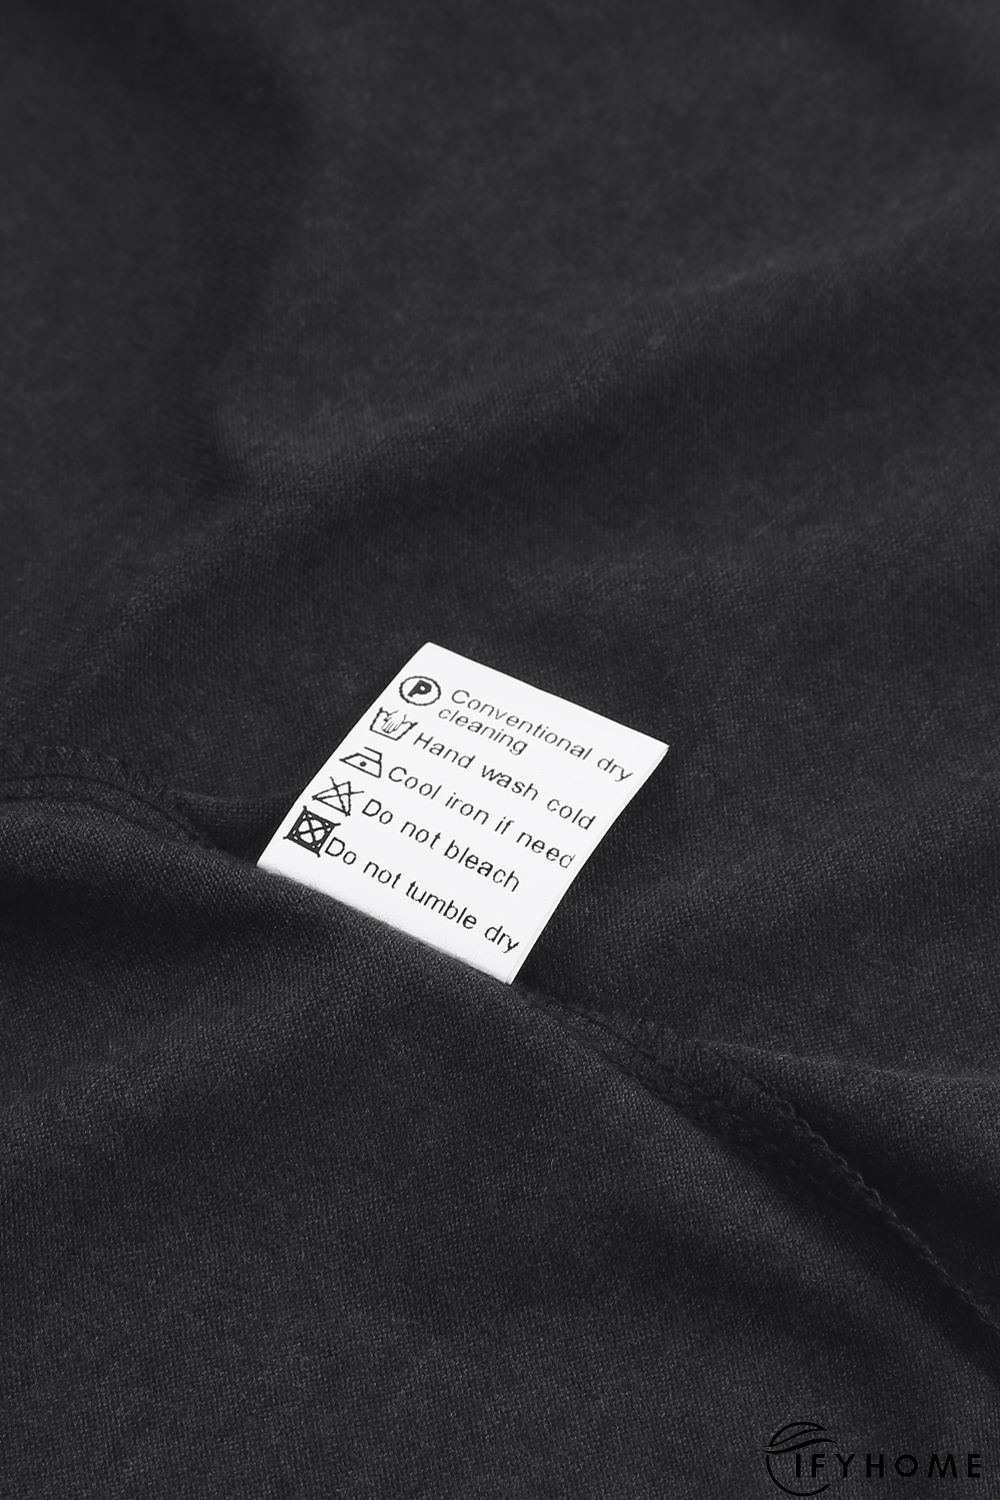 P
Conventional dry
cleaning
Hand wash cold
Cool iron if need
Do not bleach
Do not tumble dry
IFYHOME